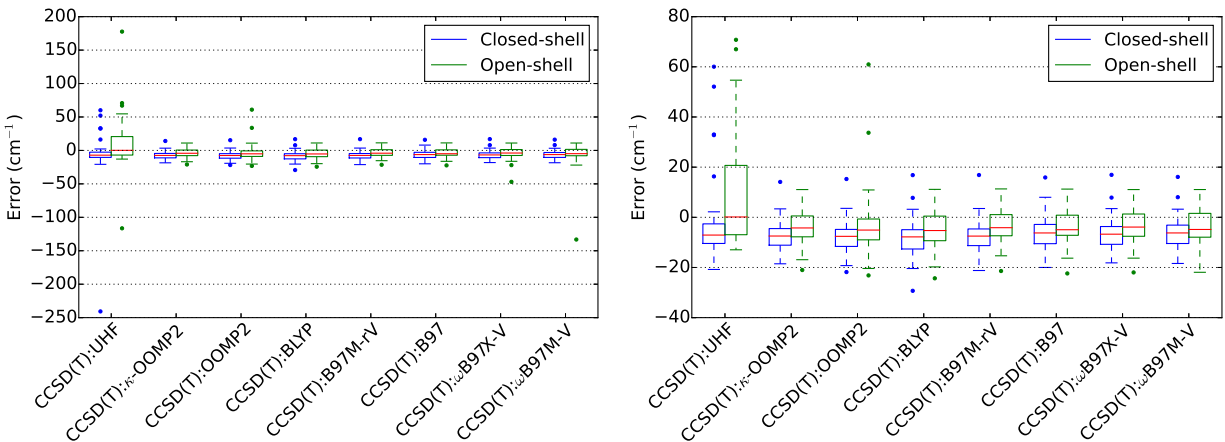 200
150
100
50
0
−50
−100
−150
−200
−250
Error (cm⁻¹)
Closed-shell
Open-shell
CCSD(T):UHF
CCSD(T):κ-OOMP2
CCSD(T):OOMP2
CCSD(T):BLYP
CCSD(T):B97M-rV
CCSD(T):B97
CCSD(T):ωB97X-V
CCSD(T):ωB97M-V
80
60
40
20
0
−20
−40
Error (cm⁻¹)
Closed-shell
Open-shell
CCSD(T):UHF
CCSD(T):κ-OOMP2
CCSD(T):OOMP2
CCSD(T):BLYP
CCSD(T):B97M-rV
CCSD(T):B97
CCSD(T):ωB97X-V
CCSD(T):ωB97M-V